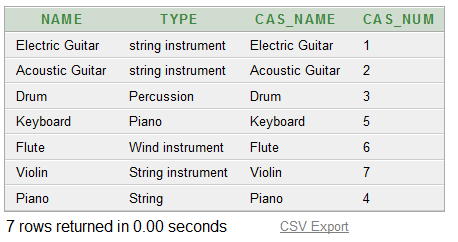 NAME TYPE CAS_NAME CAS_NUM
Electric Guitar string instrument Electric Guitar 1
Acoustic Guitar string instrument Acoustic Guitar 2
Drum Percussion Drum 3
Keyboard Piano Keyboard 5
Flute Wind instrument Flute 6
Violin String instrument Violin 7
Piano String Piano 4
7 rows returned in 0.00 seconds CSV Export